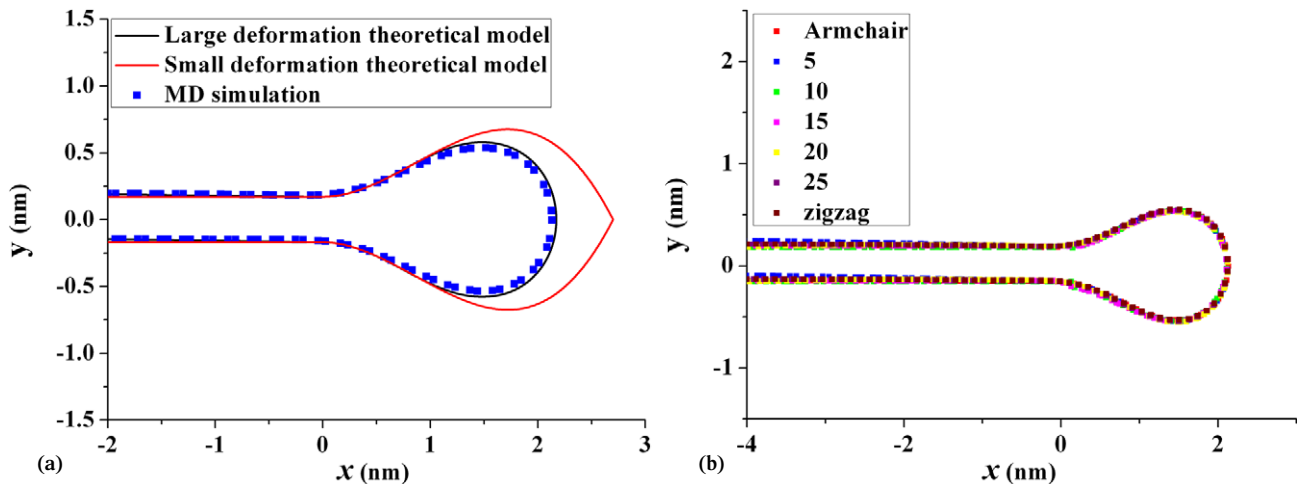 1.5
1.0
0.5
0.0
-0.5
-1.0
-1.5
y (nm)
Large deformation theoretical model
Small deformation theoretical model
MD simulation
-2
-1
0
1
2
3
x (nm)
(a)
2
1
0
-1
y (nm)
Armchair
5
10
15
20
25
zigzag
-4
-2
0
2
x (nm)
(b)